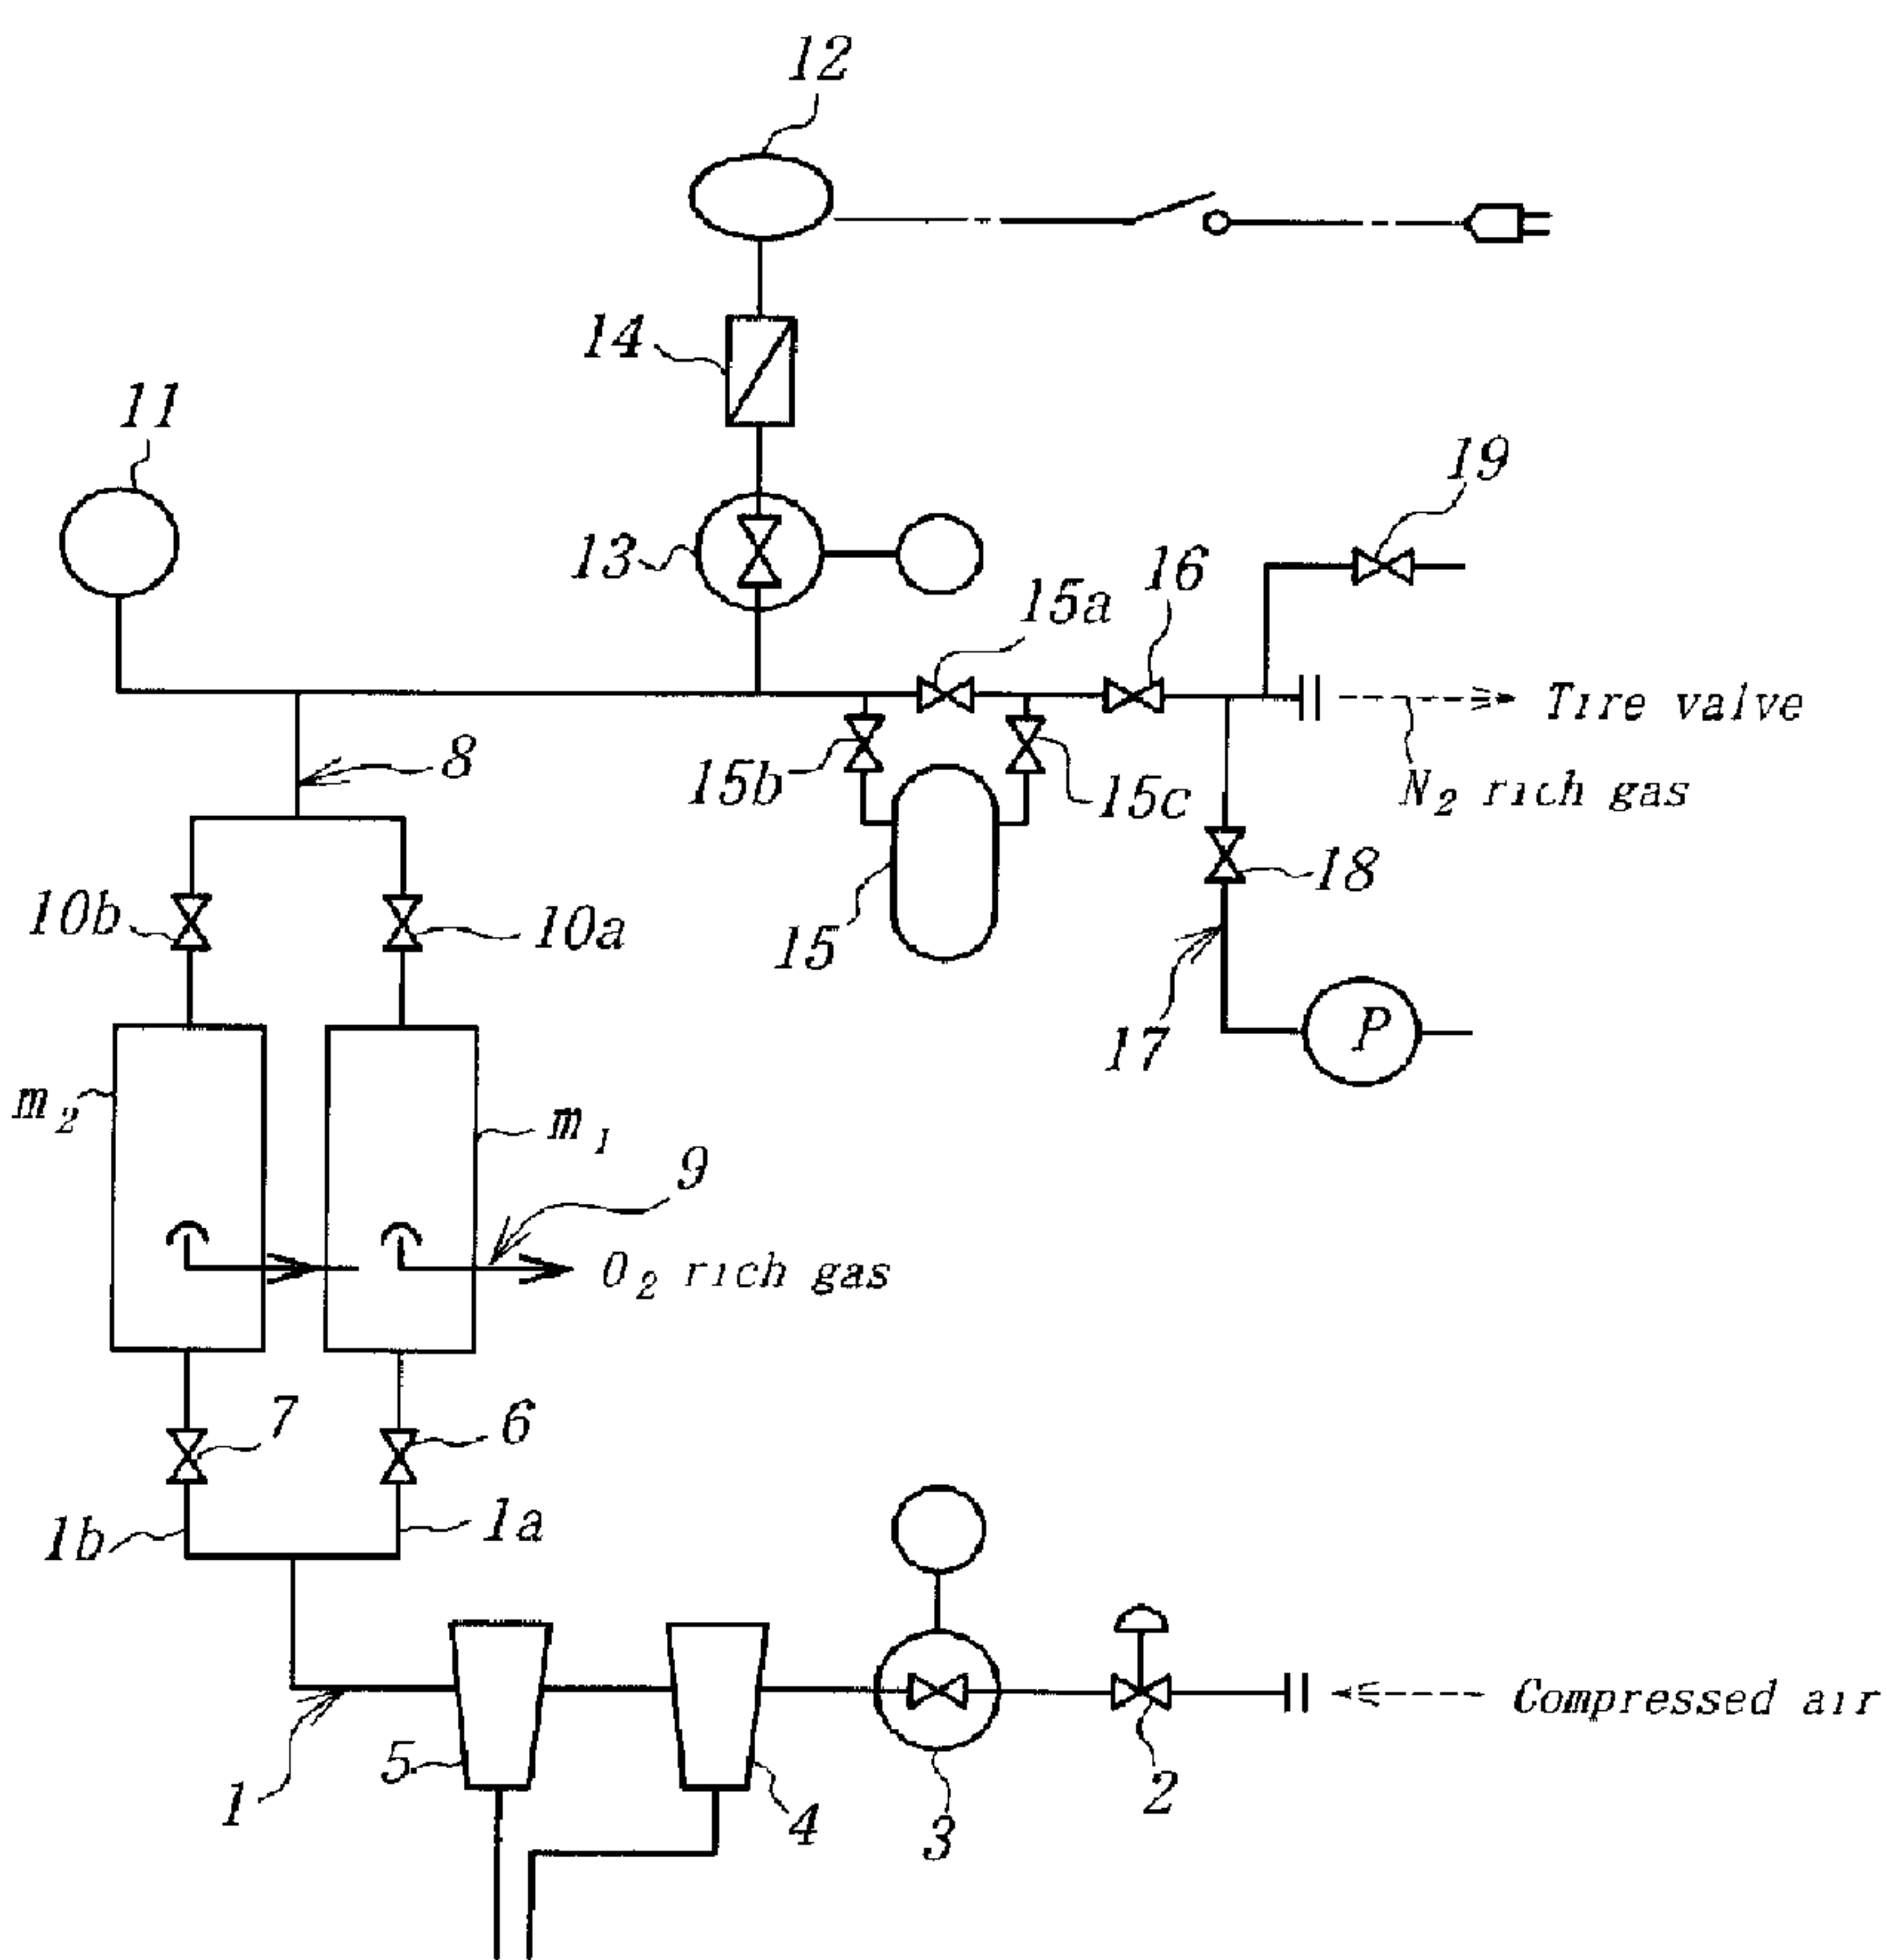 12
14
11
19
13
16
15a
Tire valve
8
15b
15c
N2 rich gas
18
10b
10a
15
17
P
m2
m1
9
O2 rich gas
7
6
1b
1a
Compressed air
5
2
1
4
3